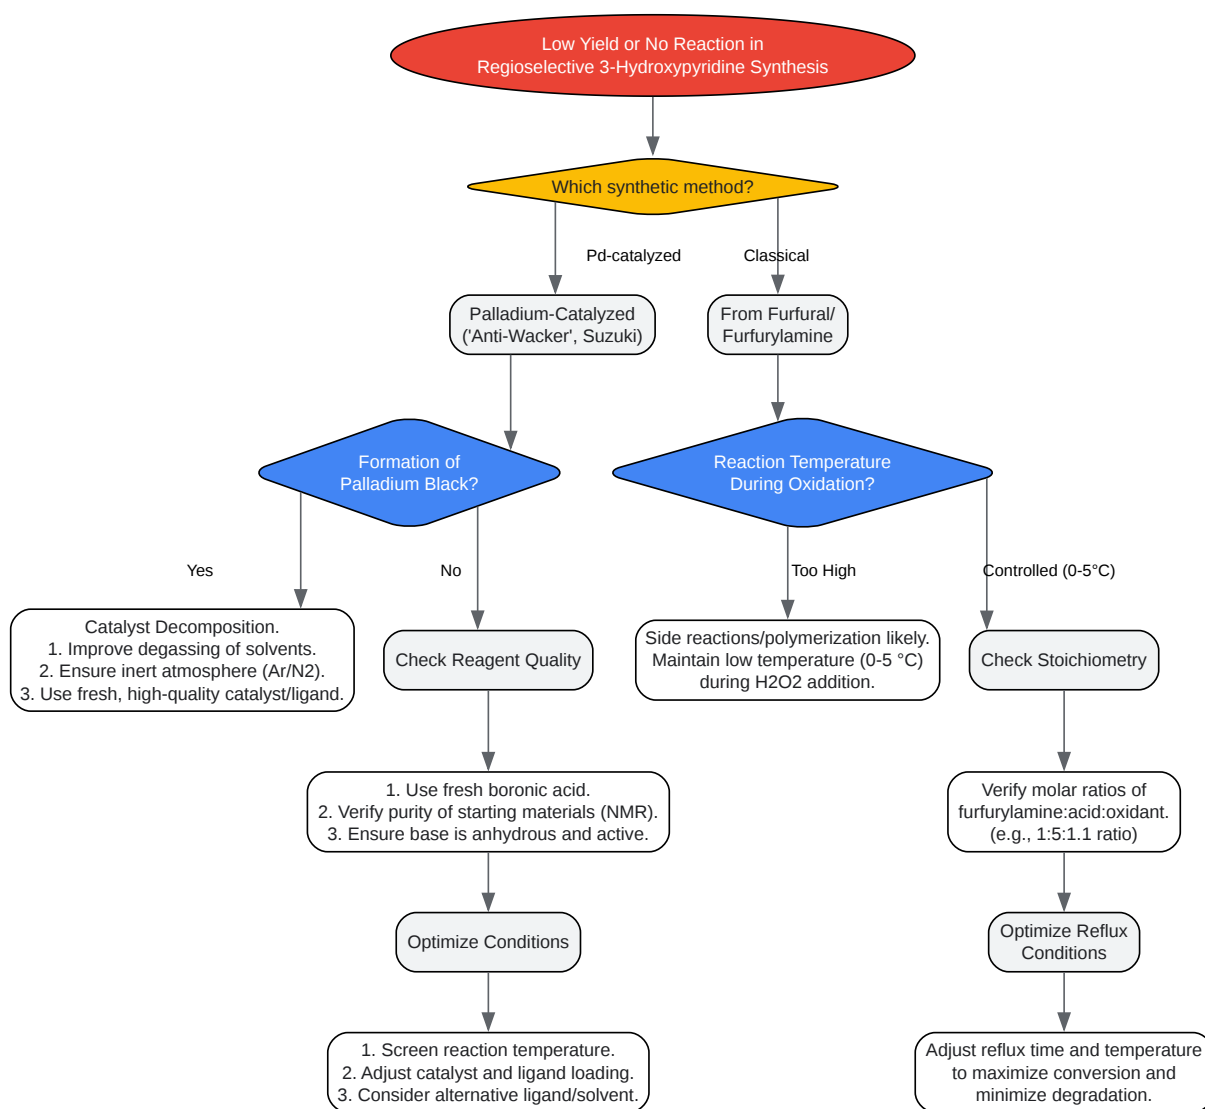 Low Yield or No Reaction in
Regioselective 3-Hydroxypyridine Synthesis
Which synthetic method?
Pd-catalyzed
Classical
Palladium-Catalyzed
('Anti-Wacker', Suzuki)
From Furfural/
Furfurylamine
Formation of
Palladium Black?
Reaction Temperature
During Oxidation?
Yes
No
Too High
Controlled (0-5°C)
Catalyst Decomposition.
1. Improve degassing of solvents.
2. Ensure inert atmosphere (Ar/N2).
3. Use fresh, high-quality catalyst/ligand.
Check Reagent Quality
Side reactions/polymerization likely.
Maintain low temperature (0-5 °C)
during H2O2 addition.
Check Stoichiometry
1. Use fresh boronic acid.
2. Verify purity of starting materials (NMR).
3. Ensure base is anhydrous and active.
Verify molar ratios of
furfurylamine:acid:oxidant.
(e.g., 1:5:1.1 ratio)
Optimize Conditions
Optimize Reflux
Conditions
1. Screen reaction temperature.
2. Adjust catalyst and ligand loading.
3. Consider alternative ligand/solvent.
Adjust reflux time and temperature
to maximize conversion and
minimize degradation.